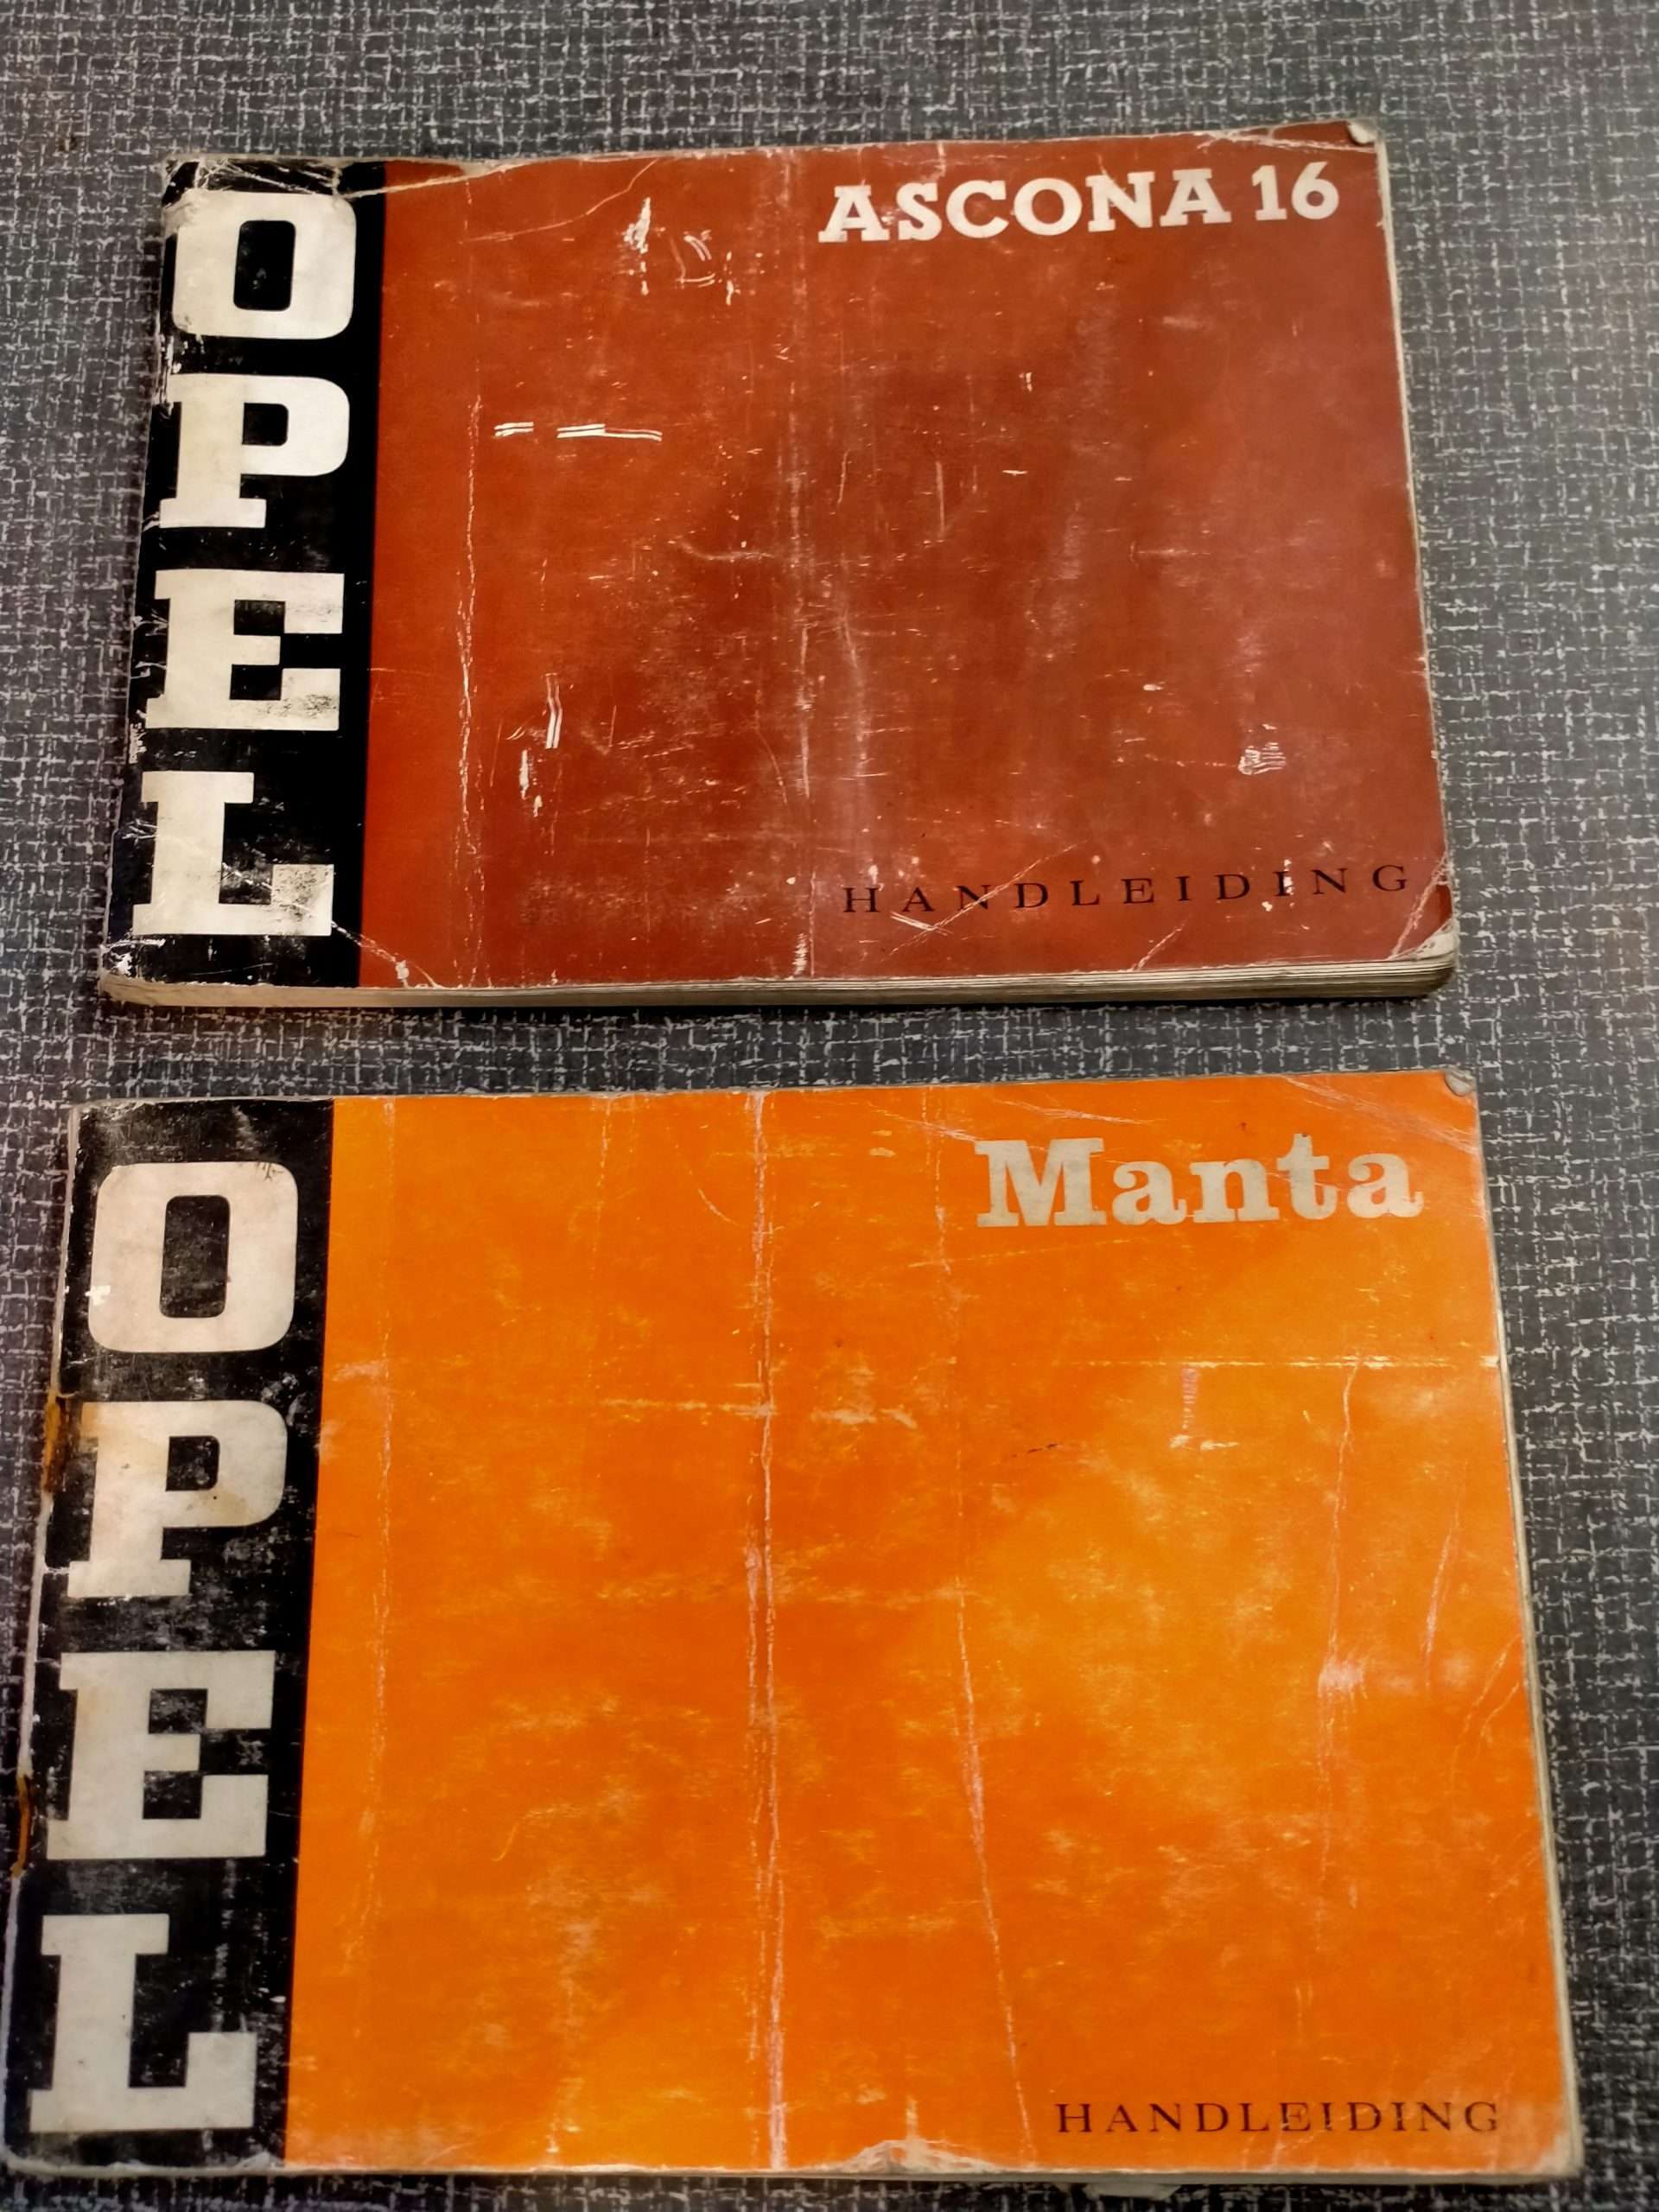 OPEL
ASCONA 16
HANDLEIDING
OPEL
Manta
HANDLEIDING